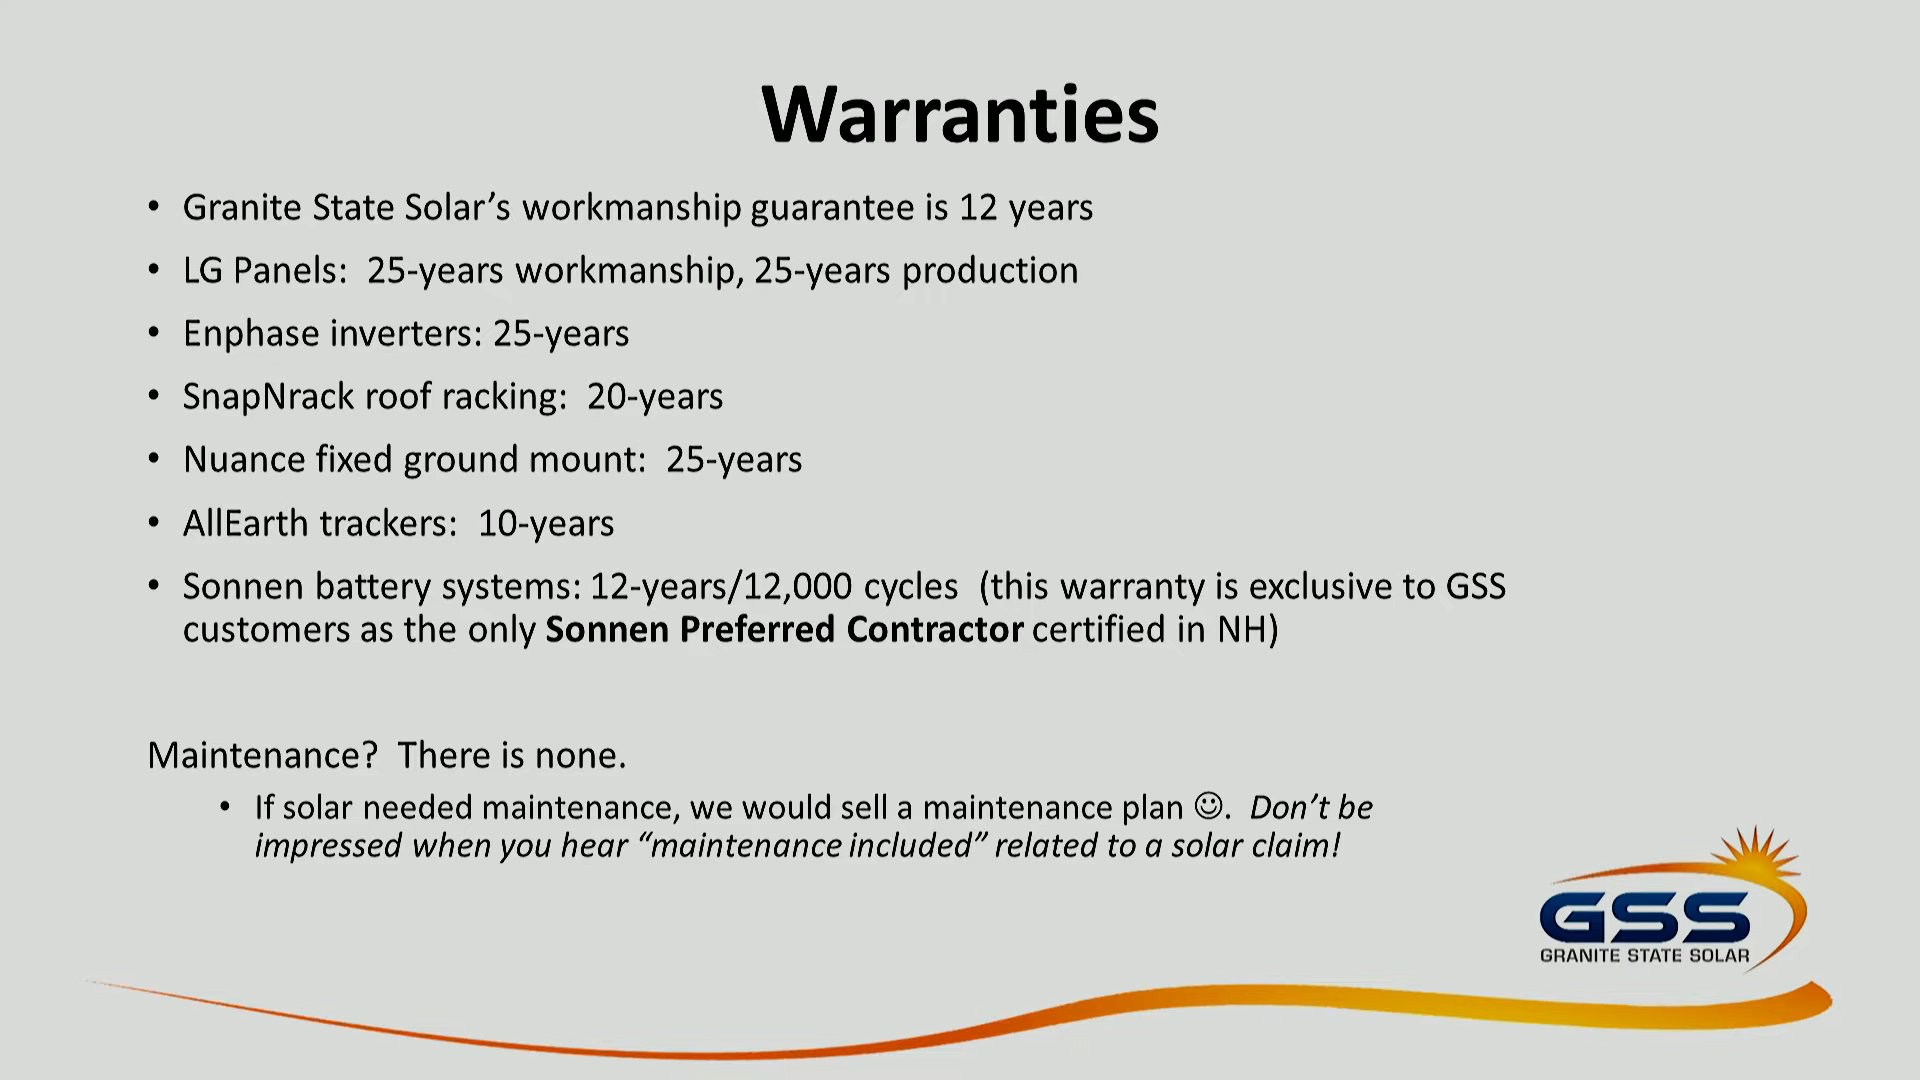 Warranties
• Granite State Solar’s workmanship guarantee is 12 years
• LG Panels:  25-years workmanship, 25-years production
• Enphase inverters: 25-years
• SnapNrack roof racking:  20-years
• Nuance fixed ground mount:  25-years
• AllEarth trackers:  10-years
• Sonnen battery systems: 12-years/12,000 cycles  (this warranty is exclusive to GSS
customers as the only Sonnen Preferred Contractor certified in NH)
Maintenance?  There is none.
• If solar needed maintenance, we would sell a maintenance plan ☺.  Don’t be
impressed when you hear “maintenance included” related to a solar claim!
GSS
GRANITE STATE SOLAR